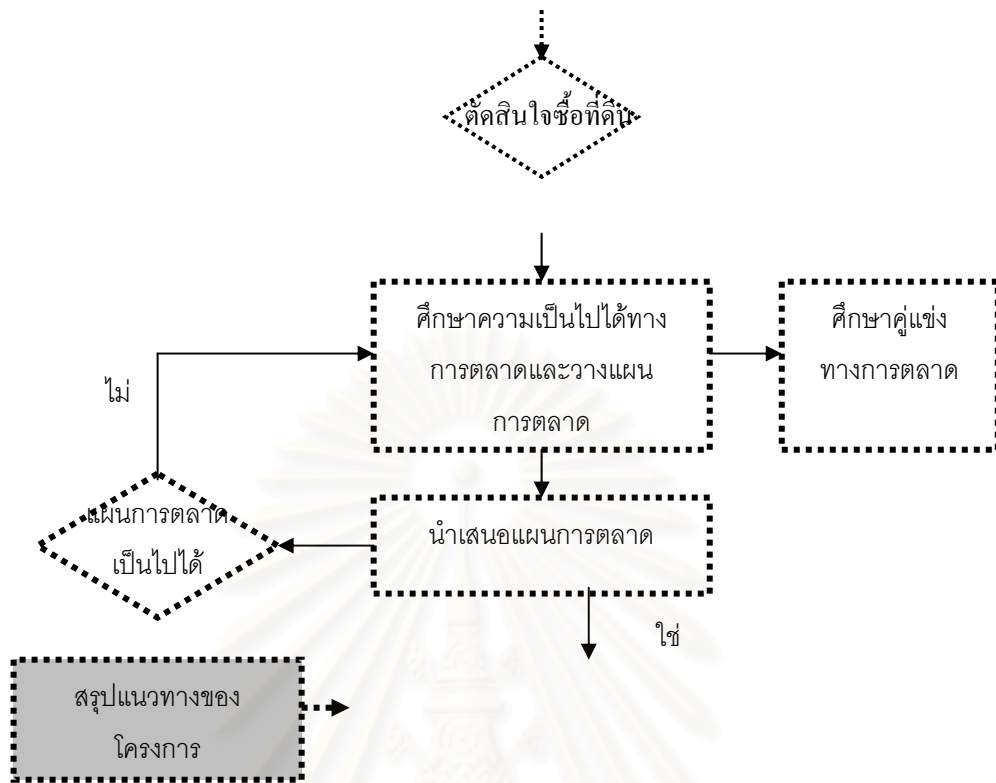 ตัดสินใจซื้อที่ดิน
ศึกษาความเป็นไปได้ทาง
การตลาดและวางแผน
การตลาด
ศึกษาคู่แข่ง
ทางการตลาด
ไม่
แผนการตลาด
เป็นไปได้
นำเสนอแผนการตลาด
ใช่
สรุปแนวทางของ
โครงการ